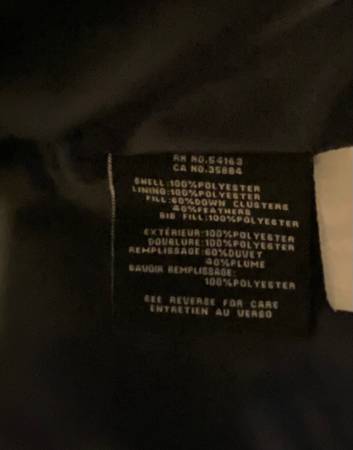 RN NO.54163
CA NO.35884
SHELL:100%POLYESTER
LINING:100%POLYESTER
FILL:60%DOWN CLUSTERS
40%FEATHERS
BIB FILL:100%POLYESTER
EXTÉRIEUR:100%POLYESTER
DOUBLURE:100%POLYESTER
REMPLISSAGE:60%DUVET
40%PLUME
BAVOIR REMPLISSAGE:
100%POLYESTER
SEE REVERSE FOR CARE
ENTRETIEN AU VERSO